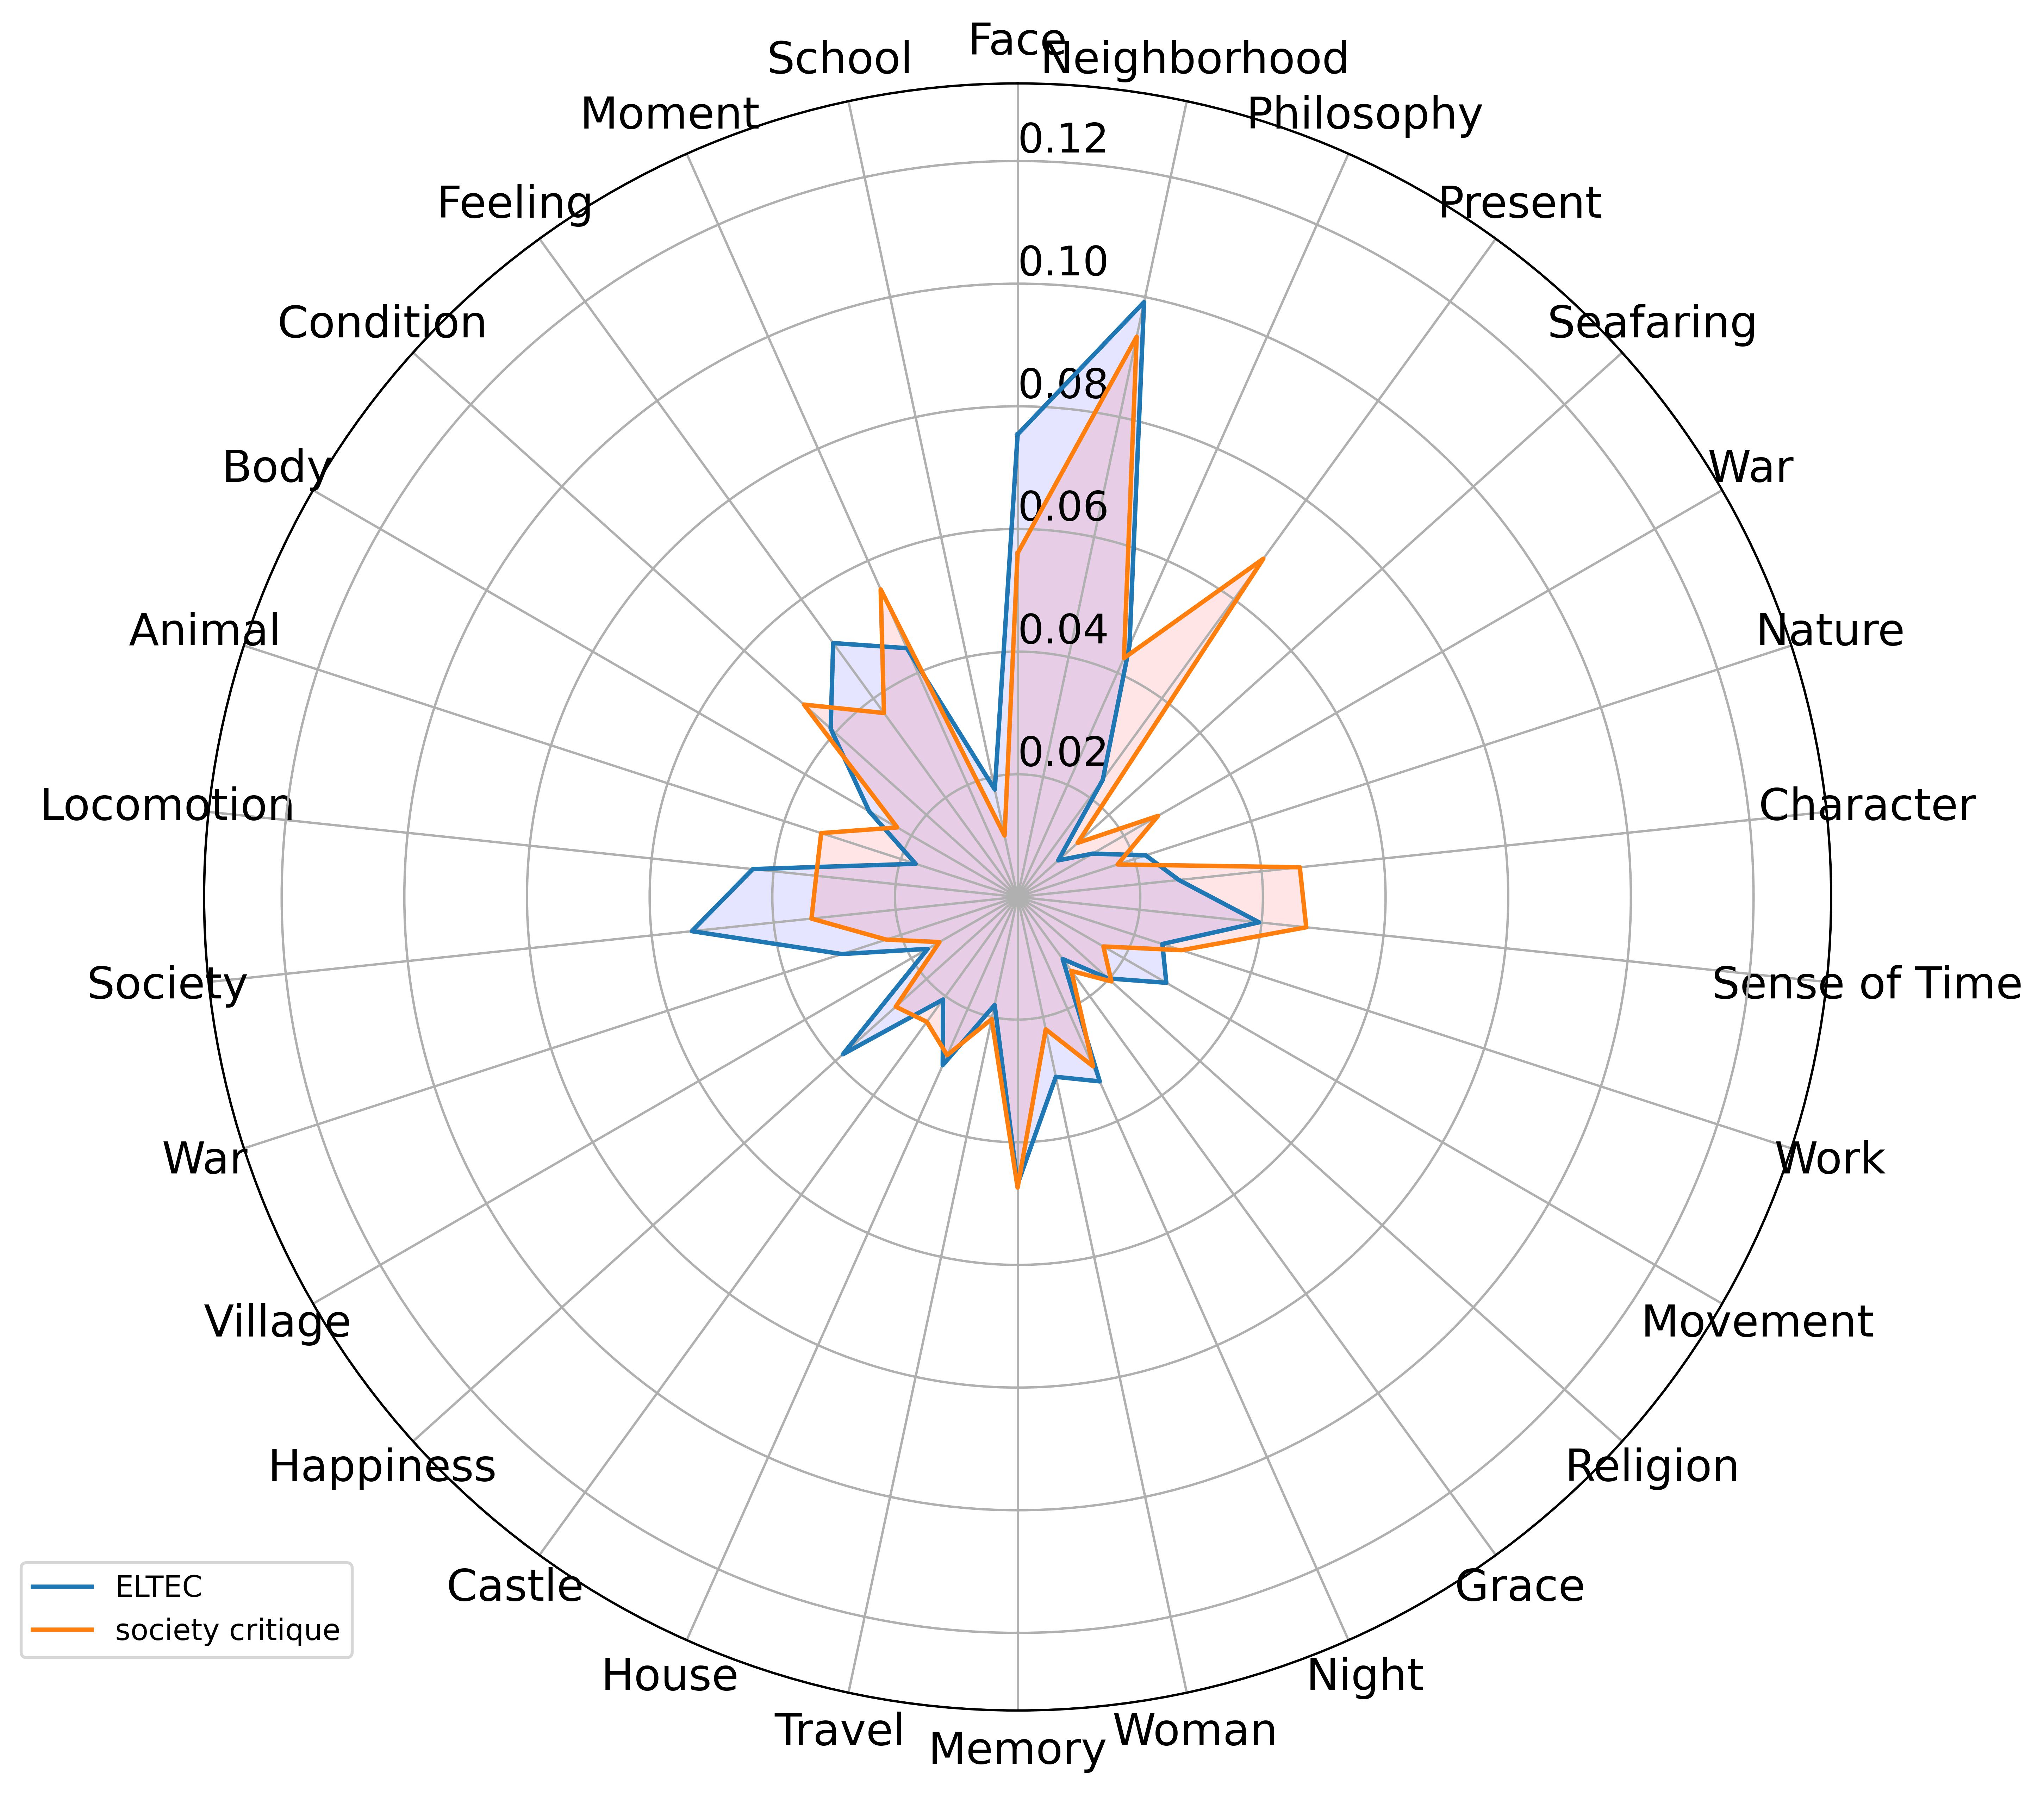 Face
School
Neighborhood
Moment
Philosophy
0.12
Feeling
Present
0.10
Condition
Seafaring
0.08
Body
War
0.06
Animal
0.04
Nature
0.02
Locomotion
Character
Society
Sense of Time
War
Work
Village
Movement
Happiness
Religion
Castle
Grace
House
Night
Travel
Memory
Woman
ELTEC
society critique